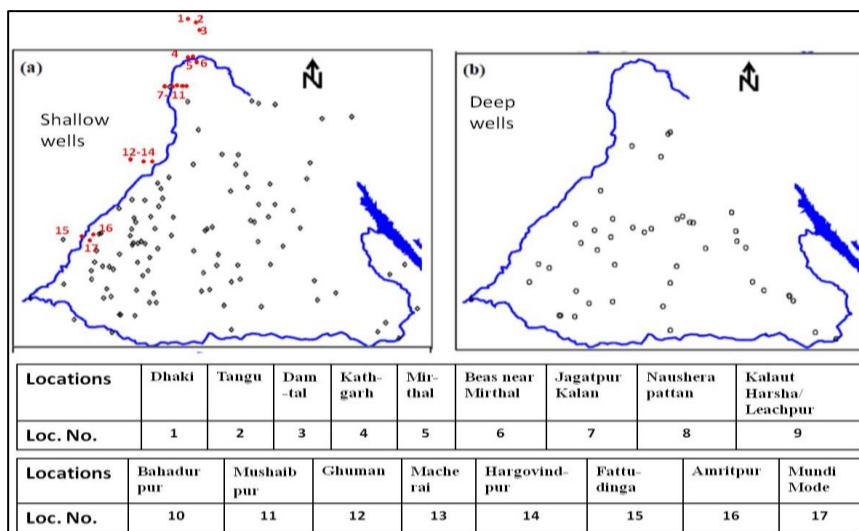 1 2
3
4
(a)
N
5 6
(b)
N
7-11
Shallow
wells
Deep
wells
12-14
15 16
17
Locations Dhaki Tangu Dam Kath- Mir- Beas near Jagatpur Naushera Kalaut
-tal garh thal Mirthal Kalan pattan Harsha/
Leachpur
Loc. No. 1 2 3 4 5 6 7 8 9
Locations Bahadur Mushaib Ghuman Mache Hargovind- Fattu- Amritpur Mundi
pur pur rai pur dinga Mode
Loc. No. 10 11 12 13 14 15 16 17